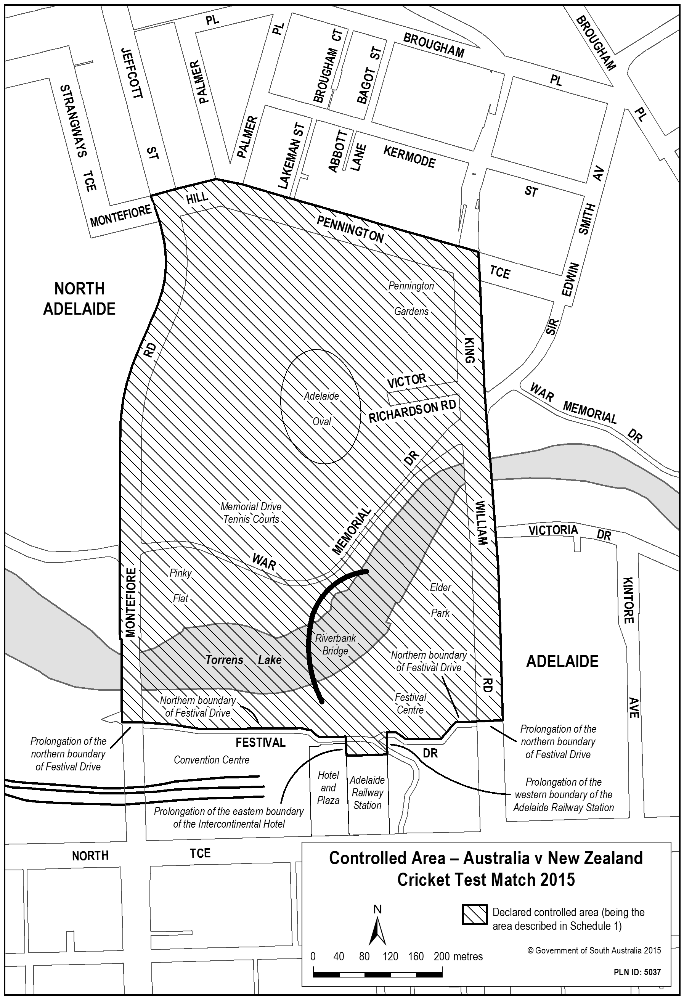 PL
PL
BROUGHAM CT
BAGOT ST
BROUGHAM
BROUGHAM
PL
PL
JEFFCOTT
ST
PALMER
PALMER
STRANGWAYS TCE
LAKEMAN ST
ABBOTT
LANE
KERMODE
ST
AV
SMITH
EDWIN
SIR
MONTEFIORE
HILL
RD
PENNINGTON
TCE
NORTH
ADELAIDE
Pennington
Gardens
KING
VICTOR
RICHARDSON RD
Adelaide
Oval
WAR
MEMORIAL
DR
DR
MEMORIAL
WAR
Memorial Drive
Tennis Courts
WILLIAM
RD
VICTORIA
DR
KINTORE
AVE
Pinky
Flat
MONTEFIORE
Elder
Park
Riverbank
Bridge
Torrens Lake
Northern boundary
of Festival Drive
ADELAIDE
Northern boundary
of Festival Drive
Festival
Centre
Prolongation of the
northern boundary
of Festival Drive
FESTIVAL
DR
Prolongation of the
northern boundary
of Festival Drive
Convention Centre
Hotel
and
Plaza
Adelaide
Railway
Station
Prolongation of the
western boundary of the
Adelaide Railway Station
Prolongation of the eastern boundary
of the Intercontinental Hotel
NORTH
TCE
Controlled Area – Australia v New Zealand
Cricket Test Match 2015
N
Declared controlled area (being the
area described in Schedule 1)
0 40 80 120 160 200 metres
© Government of South Australia 2015
PLN ID: 5037